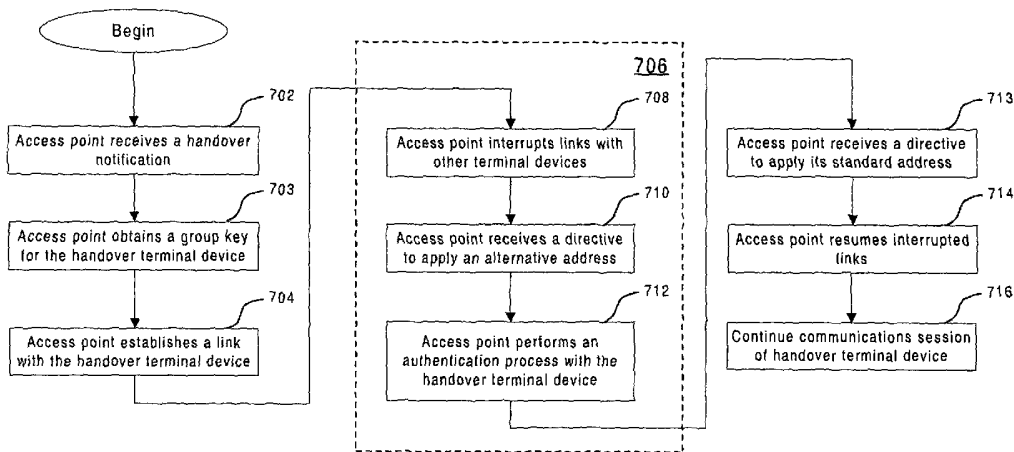 Begin
702
Access point receives a handover
notification
703
Access point obtains a group key
for the handover terminal device
704
Access point establishes a link
with the handover terminal device
706
708
Access point interrupts links with
other terminal devices
710
Access point receives a directive
to apply an alternative address
712
Access point performs an
authentication process with the
handover terminal device
713
Access point receives a directive
to apply its standard address
714
Access point resumes interrupted
links
716
Continue communications session
of handover terminal device